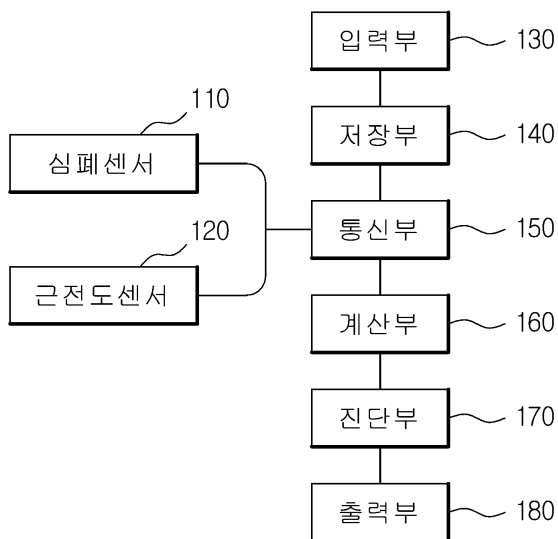 입력부 130
110
심폐센서
저장부 140
120
근전도센서
통신부 150
계산부 160
진단부 170
출력부 180